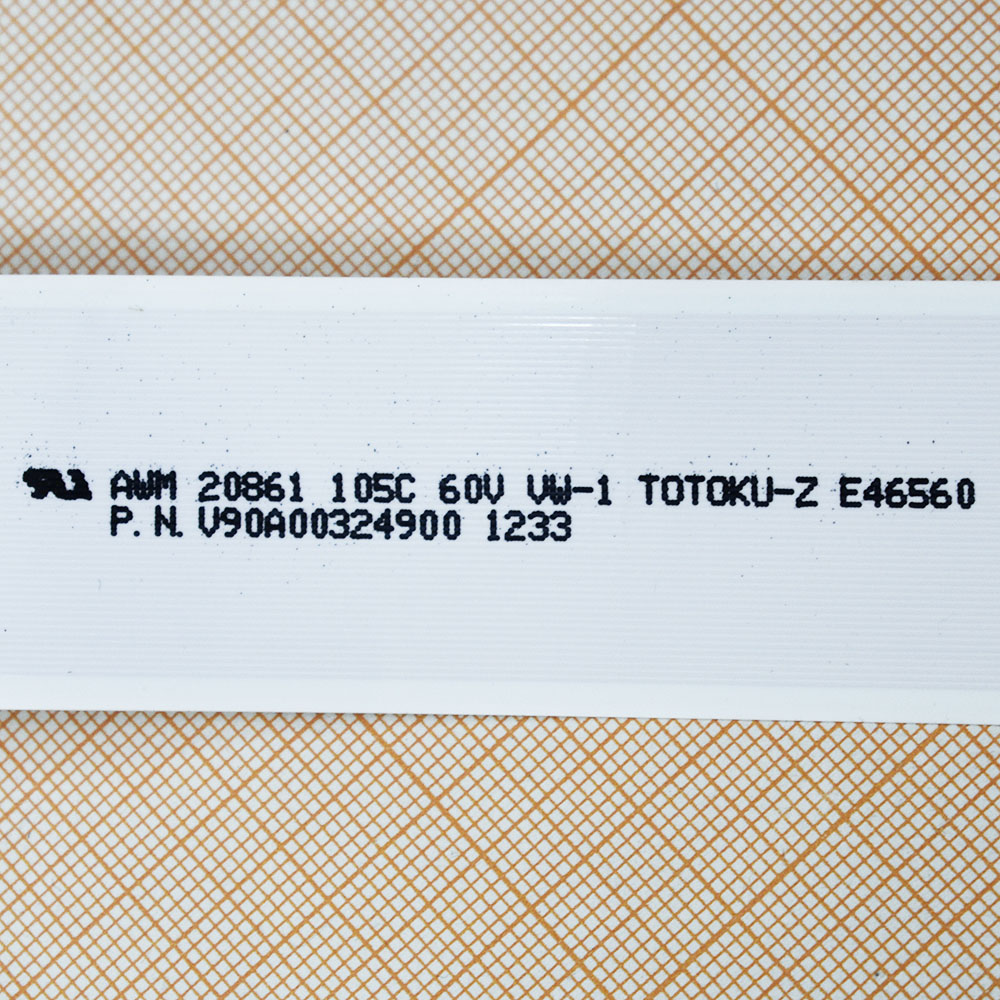 AWM 20861 105C 60V VW-1 TOTOKU-Z E46560
P.N. V90A00324900 1233